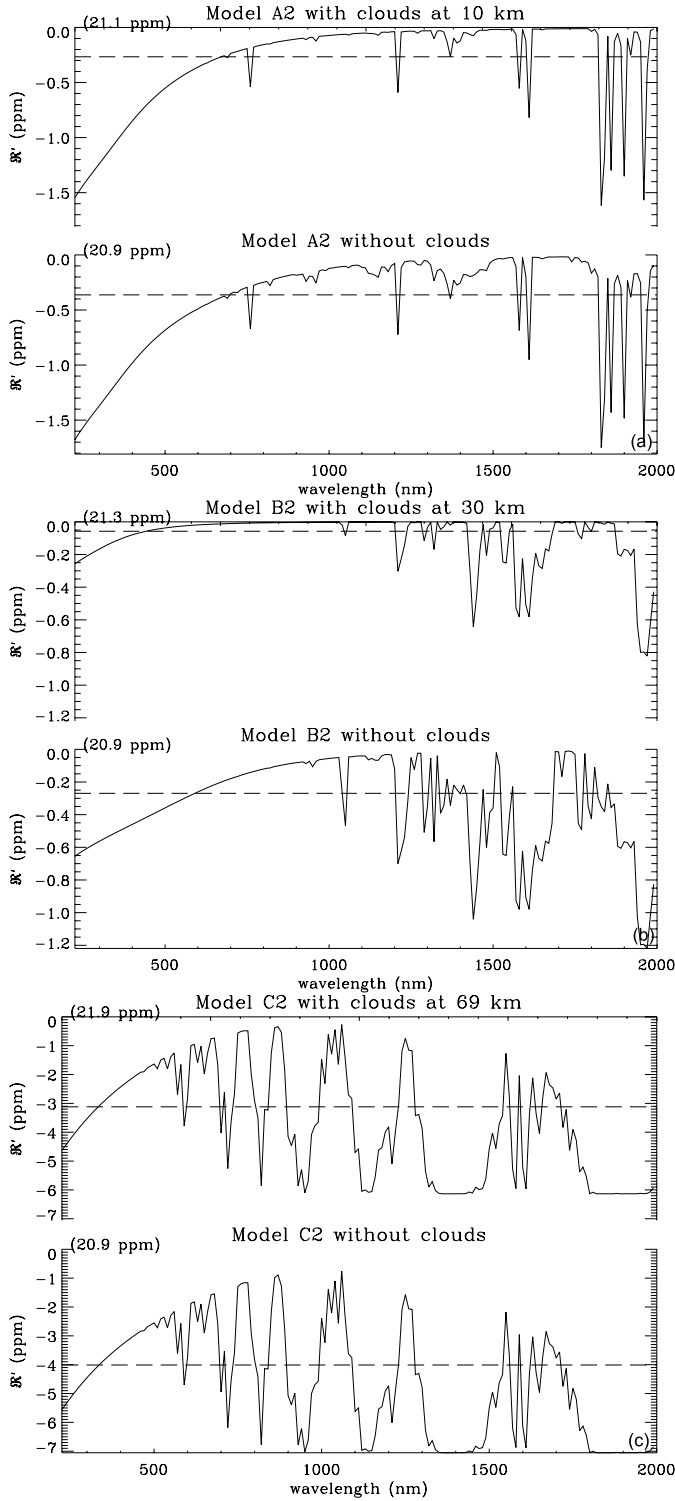 Model A2 with clouds at 10 km
(21.1 ppm)
0.0
−0.5
−1.0
−1.5
ℜ' (ppm)
Model A2 without clouds
(20.9 ppm)
0.0
−0.5
−1.0
−1.5
ℜ' (ppm)
(a)
500 1000 1500 2000
wavelength (nm)
Model B2 with clouds at 30 km
(21.3 ppm)
0.0
−0.2
−0.4
−0.6
−0.8
−1.0
−1.2
ℜ' (ppm)
Model B2 without clouds
(20.9 ppm)
0.0
−0.2
−0.4
−0.6
−0.8
−1.0
−1.2
ℜ' (ppm)
(b)
500 1000 1500 2000
wavelength (nm)
Model C2 with clouds at 69 km
(21.9 ppm)
0
−1
−2
−3
−4
−5
−6
−7
ℜ' (ppm)
Model C2 without clouds
(20.9 ppm)
0
−1
−2
−3
−4
−5
−6
−7
ℜ' (ppm)
(c)
500 1000 1500 2000
wavelength (nm)